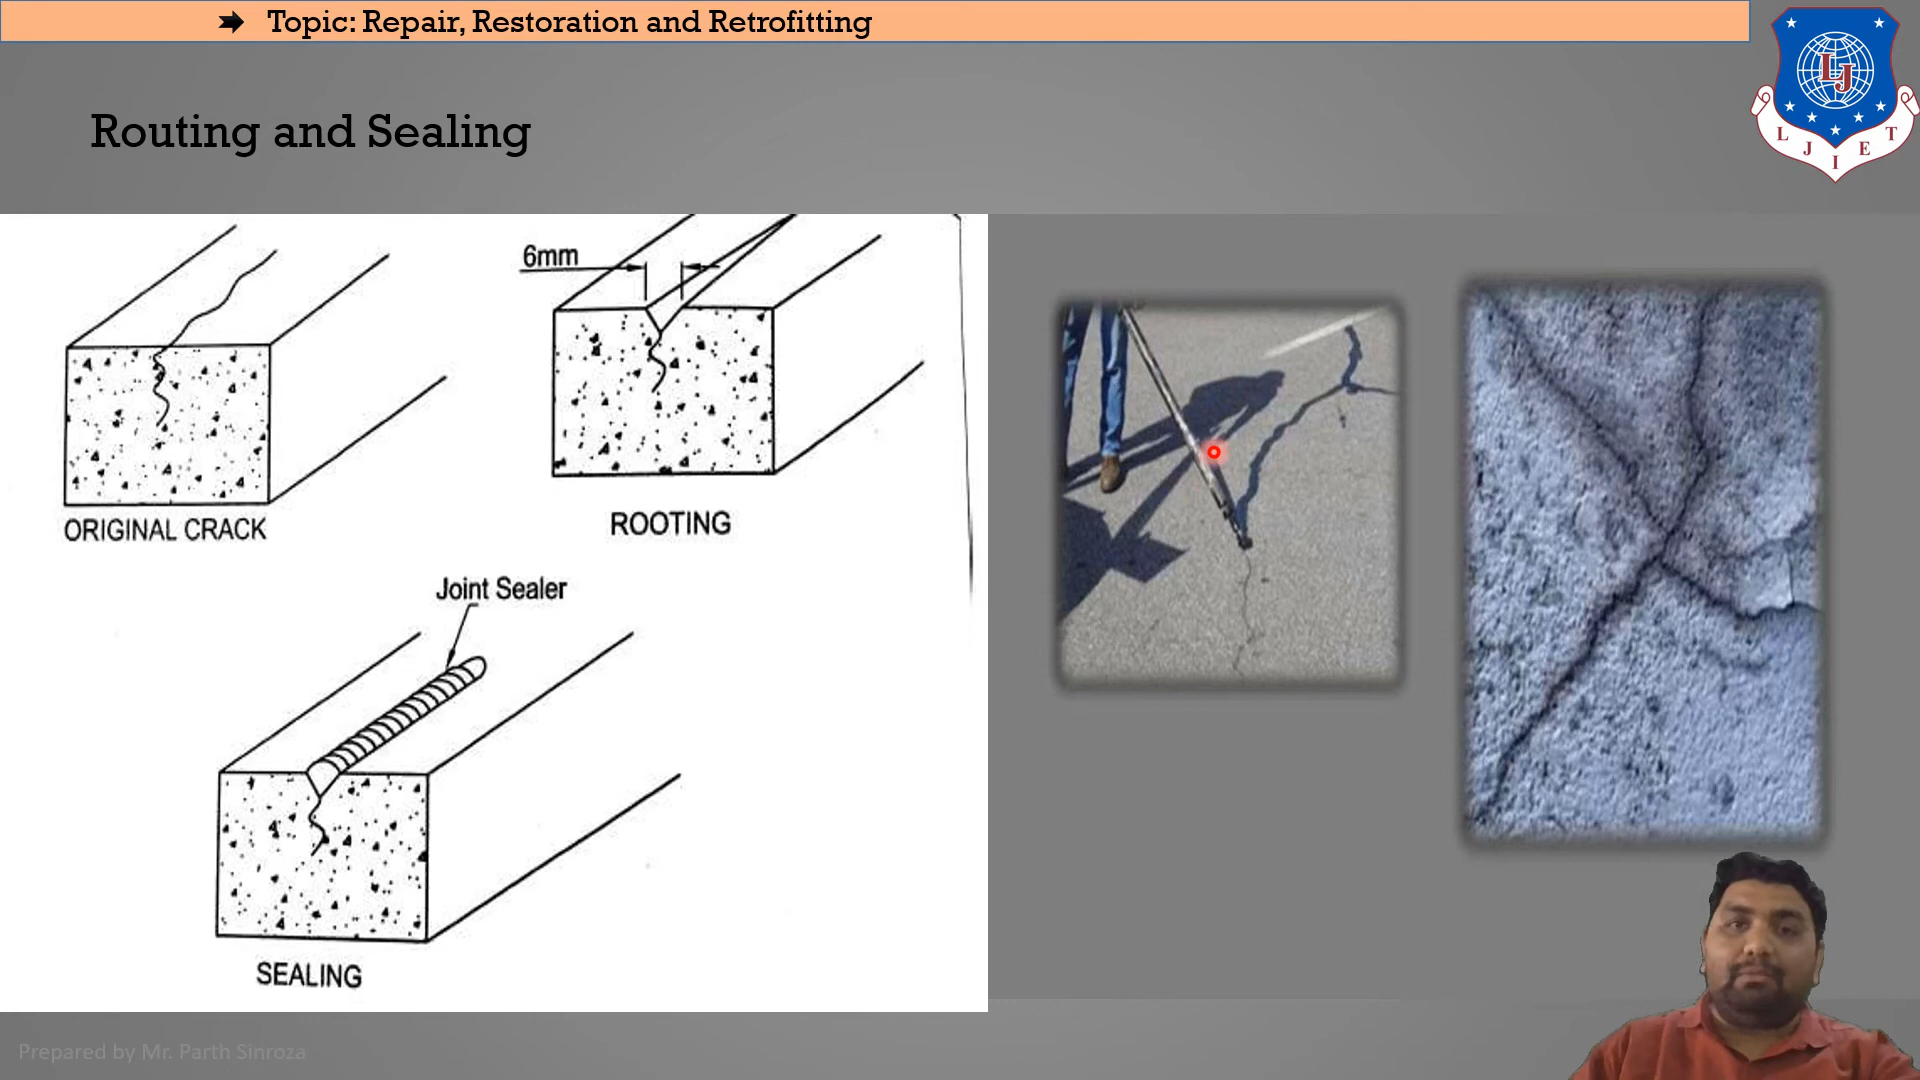 Topic: Repair, Restoration and Retrofitting
Routing and Sealing
LJ
L J I E T
6mm
ORIGINAL CRACK
ROOTING
Joint Sealer
SEALING
Prepared by Mr. Parth Sinroza